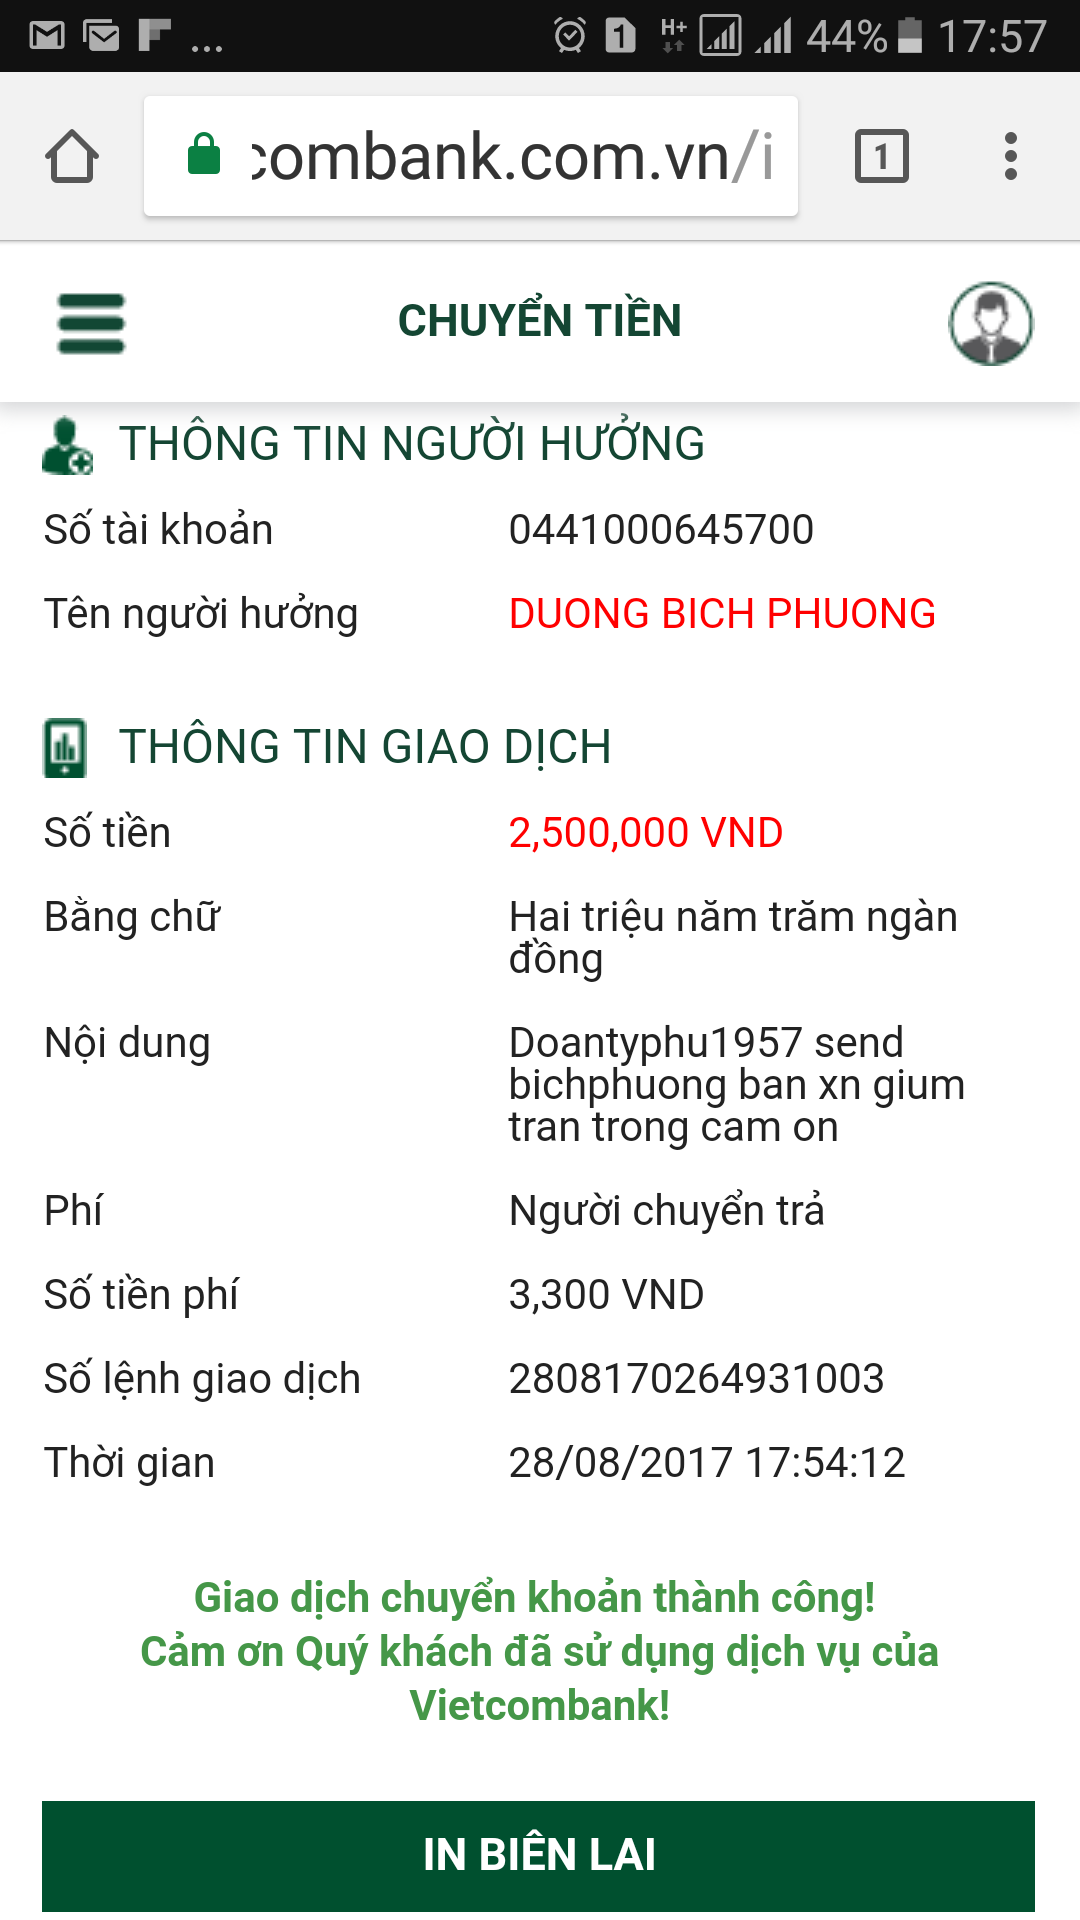 ... 1 H+ 44% 17:57
combank.com.vn/i 1
CHUYỂN TIỀN
THÔNG TIN NGƯỜI HƯỞNG
Số tài khoản 0441000645700
Tên người hưởng DUONG BICH PHUONG
THÔNG TIN GIAO DỊCH
Số tiền 2,500,000 VND
Bằng chữ Hai triệu năm trăm ngàn
đồng
Nội dung Doantyphu1957 send
bichphuong ban xn gium
tran trong cam on
Phí Người chuyển trả
Số tiền phí 3,300 VND
Số lệnh giao dịch 2808170264931003
Thời gian 28/08/2017 17:54:12
Giao dịch chuyển khoản thành công!
Cảm ơn Quý khách đã sử dụng dịch vụ của
Vietcombank!
IN BIÊN LAI